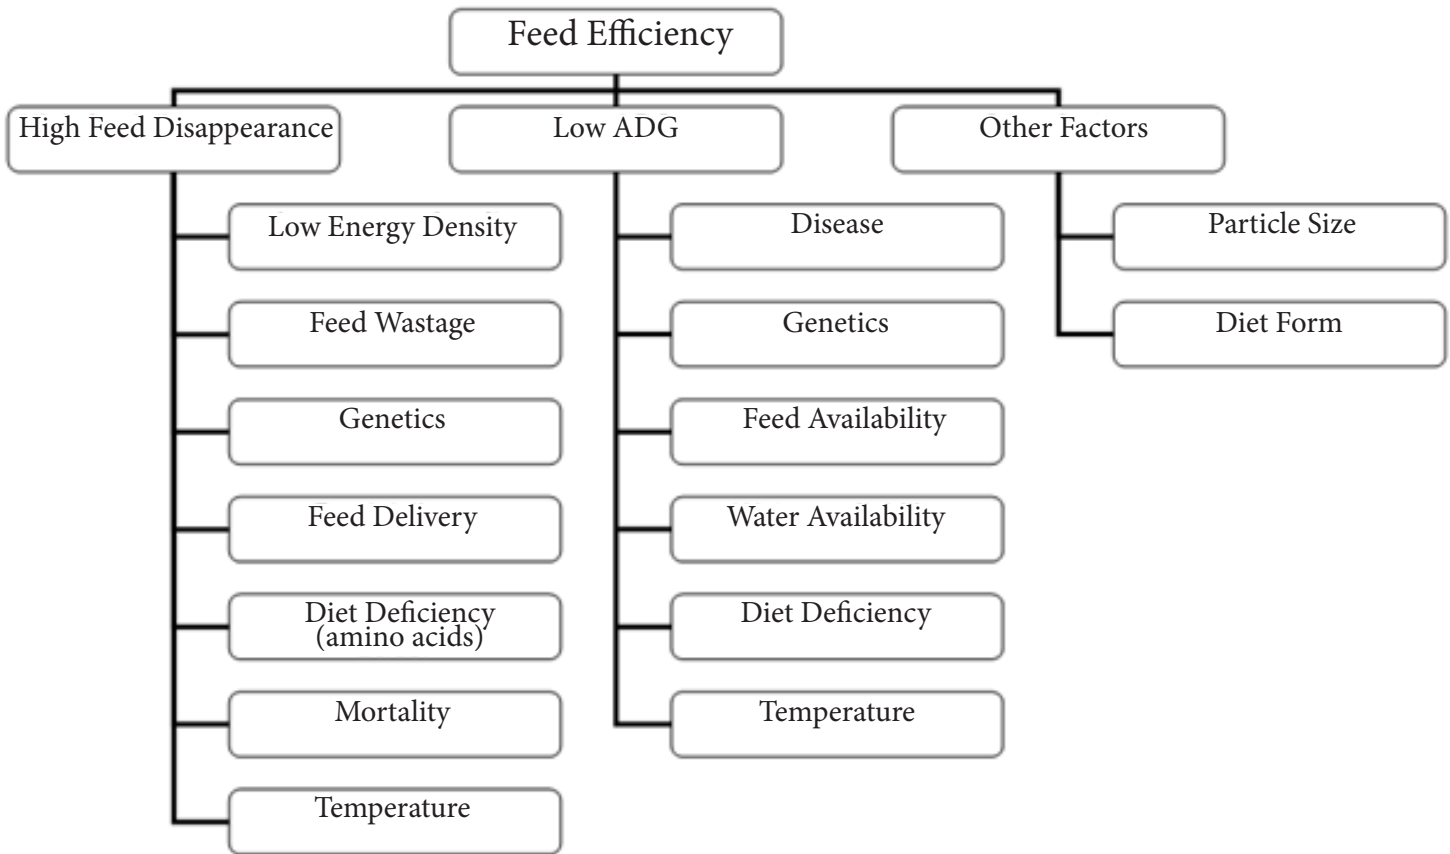 Feed Efficiency
High Feed Disappearance
Low ADG
Other Factors
Low Energy Density
Feed Wastage
Genetics
Feed Delivery
Diet Deficiency
(amino acids)
Mortality
Temperature
Disease
Genetics
Feed Availability
Water Availability
Diet Deficiency
Temperature
Particle Size
Diet Form